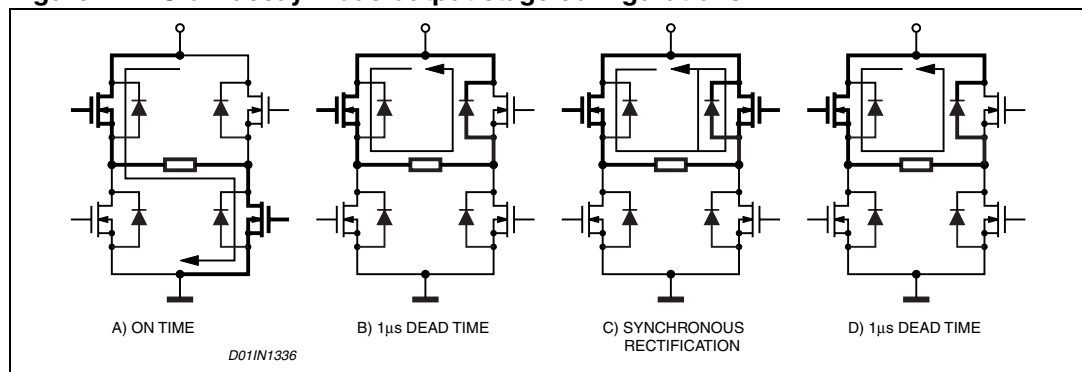 A) ON TIME
B) 1μs DEAD TIME
C) SYNCHRONOUS
RECTIFICATION
D) 1μs DEAD TIME
D01IN1336